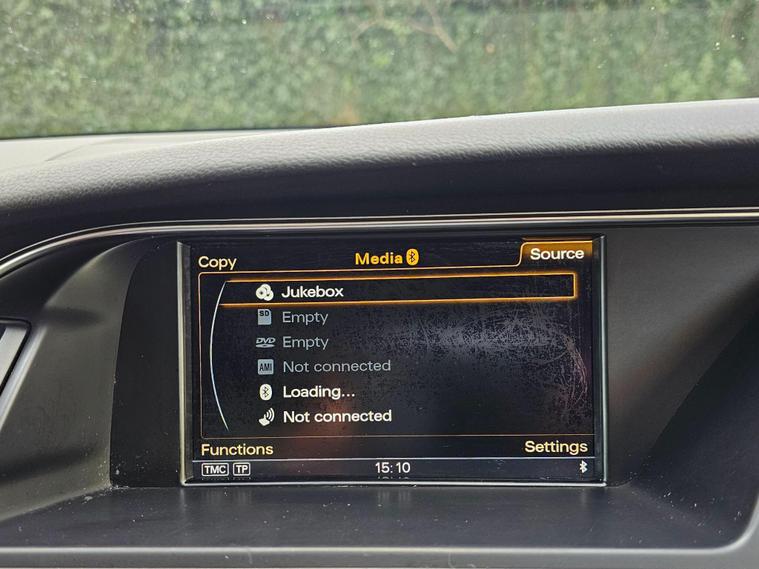 Copy Media Source
Jukebox
SD Empty
DVD Empty
AMI Not connected
Loading...
Not connected
Functions Settings
TMC TP 15:10